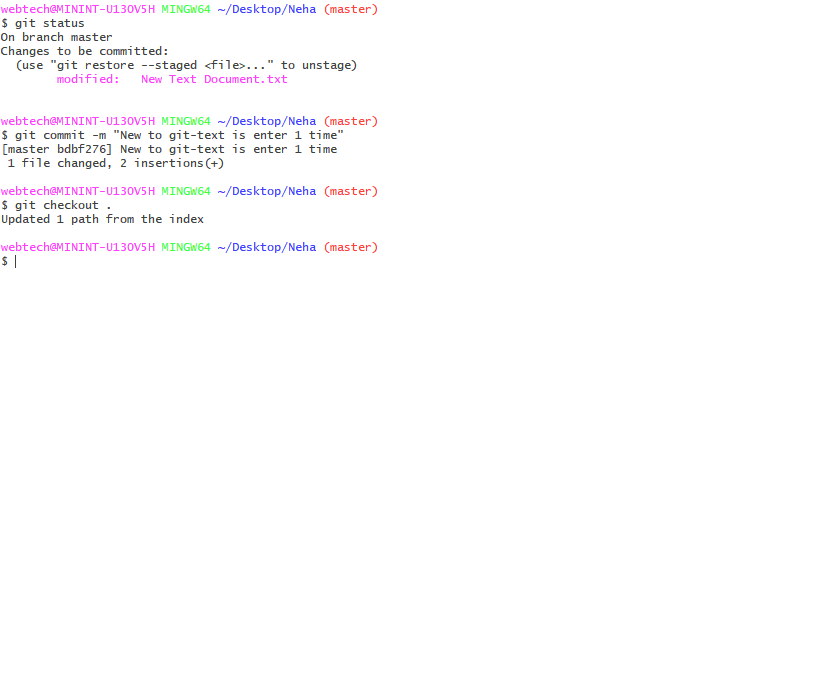 webtech@MININT-U13OV5H MINGW64 ~/Desktop/Neha (master)
$ git status
On branch master
Changes to be committed:
  (use "git restore --staged <file>..." to unstage)
        modified:   New Text Document.txt
webtech@MININT-U13OV5H MINGW64 ~/Desktop/Neha (master)
$ git commit -m "New to git-text is enter 1 time"
[master bdbf276] New to git-text is enter 1 time
 1 file changed, 2 insertions(+)
webtech@MININT-U13OV5H MINGW64 ~/Desktop/Neha (master)
$ git checkout .
Updated 1 path from the index
webtech@MININT-U13OV5H MINGW64 ~/Desktop/Neha (master)
$